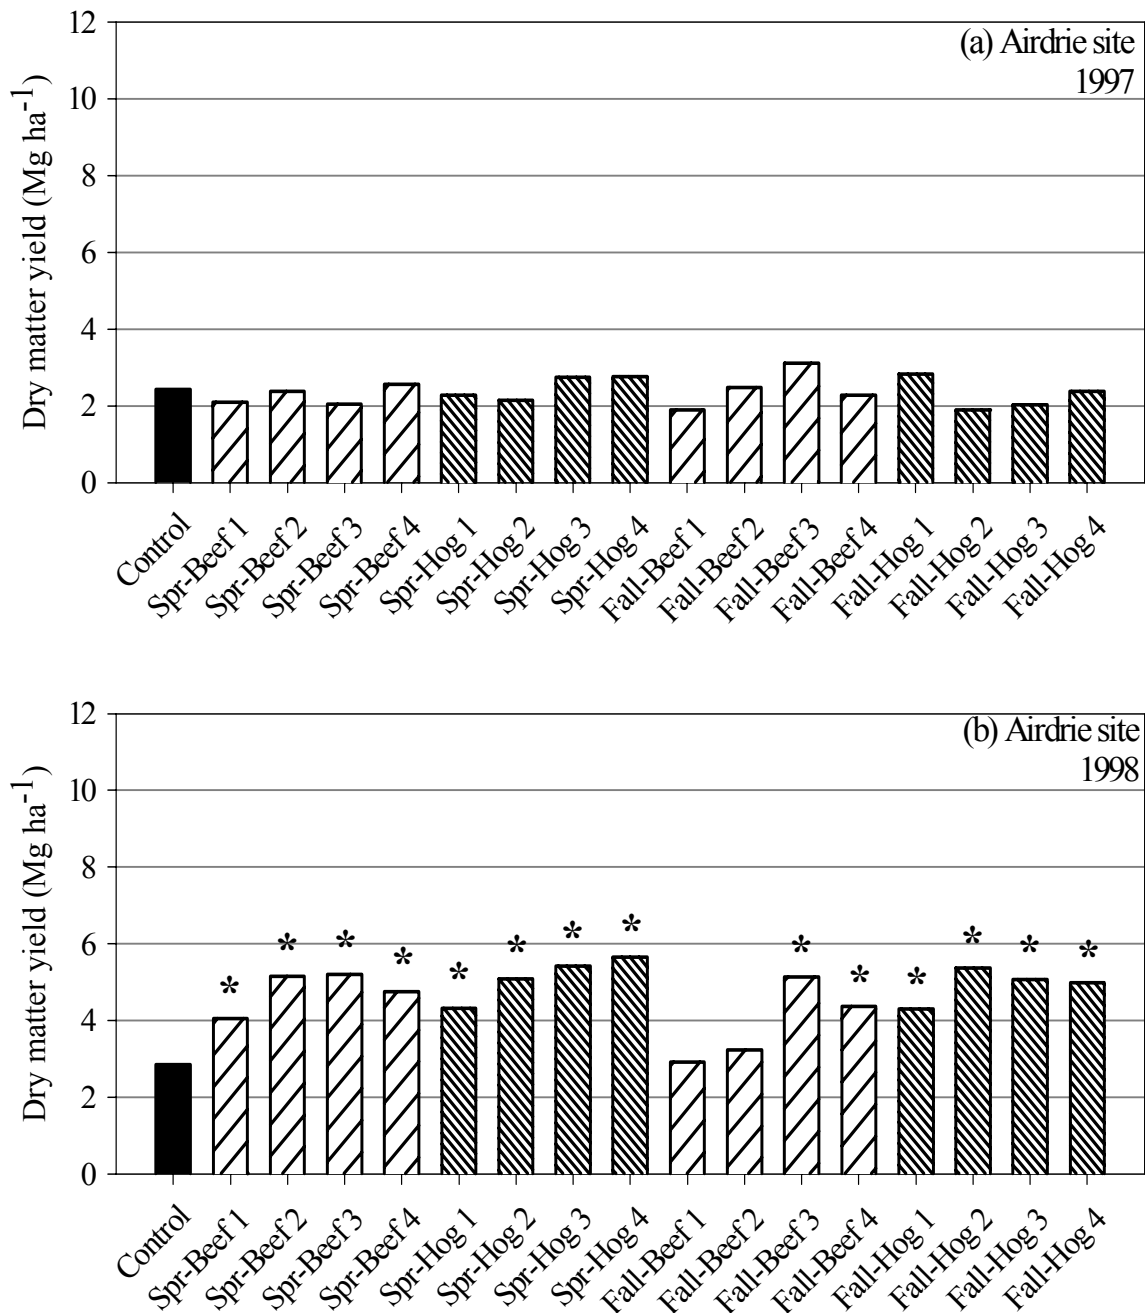 (a) Airdrie site
1997
Dry matter yield (Mg ha⁻¹)
12
10
8
6
4
2
0
Control
Spr-Beef 1
Spr-Beef 2
Spr-Beef 3
Spr-Beef 4
Spr-Hog 1
Spr-Hog 2
Spr-Hog 3
Spr-Hog 4
Fall-Beef 1
Fall-Beef 2
Fall-Beef 3
Fall-Beef 4
Fall-Hog 1
Fall-Hog 2
Fall-Hog 3
Fall-Hog 4
(b) Airdrie site
1998
Dry matter yield (Mg ha⁻¹)
12
10
8
6
4
2
0
* * * * * * * * * * * * * *
Control
Spr-Beef 1
Spr-Beef 2
Spr-Beef 3
Spr-Beef 4
Spr-Hog 1
Spr-Hog 2
Spr-Hog 3
Spr-Hog 4
Fall-Beef 1
Fall-Beef 2
Fall-Beef 3
Fall-Beef 4
Fall-Hog 1
Fall-Hog 2
Fall-Hog 3
Fall-Hog 4